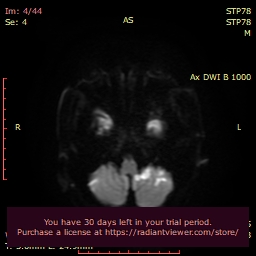 Im: 4/44
Se: 4
AS
STP78
STP78
M
Ax DWI B 1000
R
L
You have 30 days left in your trial period.
Purchase a license at https://radiantviewer.com/store/